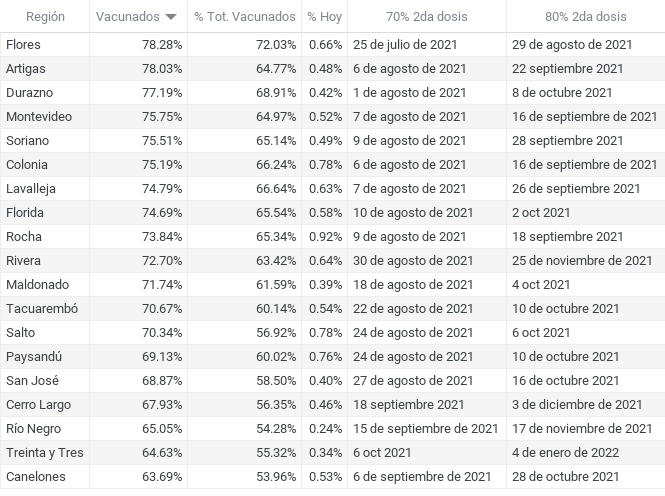 Región Vacunados % Tot. Vacunados % Hoy 70% 2da dosis 80% 2da dosis
Flores 78.28% 72.03% 0.66% 25 de julio de 2021 29 de agosto de 2021
Artigas 78.03% 64.77% 0.48% 6 de agosto de 2021 22 septiembre 2021
Durazno 77.19% 68.91% 0.42% 1 de agosto de 2021 8 de octubre 2021
Montevideo 75.75% 64.97% 0.52% 7 de agosto de 2021 16 de septiembre de 2021
Soriano 75.51% 65.14% 0.49% 9 de agosto de 2021 28 septiembre 2021
Colonia 75.19% 66.24% 0.78% 6 de agosto de 2021 16 de septiembre de 2021
Lavalleja 74.79% 66.64% 0.63% 7 de agosto de 2021 26 de septiembre 2021
Florida 74.69% 65.54% 0.58% 10 de agosto de 2021 2 oct 2021
Rocha 73.84% 65.34% 0.92% 9 de agosto de 2021 18 septiembre 2021
Rivera 72.70% 63.42% 0.64% 30 de agosto de 2021 25 de noviembre de 2021
Maldonado 71.74% 61.59% 0.39% 18 de agosto de 2021 4 oct 2021
Tacuarembó 70.67% 60.14% 0.54% 22 de agosto de 2021 10 de octubre 2021
Salto 70.34% 56.92% 0.78% 24 de agosto de 2021 6 oct 2021
Paysandú 69.13% 60.02% 0.76% 24 de agosto de 2021 10 de octubre 2021
San José 68.87% 58.50% 0.40% 27 de agosto de 2021 16 de octubre 2021
Cerro Largo 67.93% 56.35% 0.46% 18 septiembre 2021 3 de diciembre de 2021
Río Negro 65.05% 54.28% 0.24% 15 de septiembre de 2021 17 de noviembre de 2021
Treinta y Tres 64.63% 55.32% 0.34% 6 oct 2021 4 de enero de 2022
Canelones 63.69% 53.96% 0.53% 6 de septiembre de 2021 28 de octubre 2021